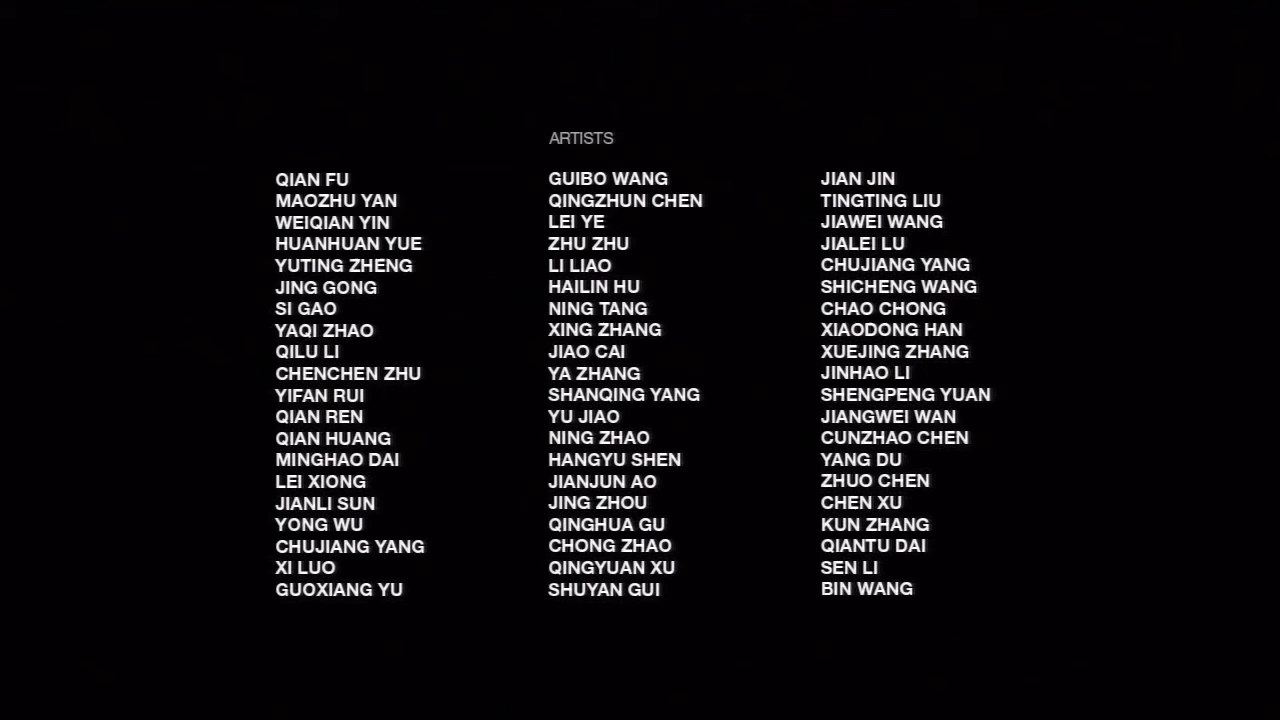 ARTISTS
QIAN FU
MAOZHU YAN
WEIQIAN YIN
HUANHUAN YUE
YUTING ZHENG
JING GONG
SI GAO
YAQI ZHAO
QILU LI
CHENCHEN ZHU
YIFAN RUI
QIAN REN
QIAN HUANG
MINGHAO DAI
LEI XIONG
JIANLI SUN
YONG WU
CHUJIANG YANG
XI LUO
GUOXIANG YU
GUIBO WANG
QINGZHUN CHEN
LEI YE
ZHU ZHU
LI LIAO
HAILIN HU
NING TANG
XING ZHANG
JIAO CAI
YA ZHANG
SHANQING YANG
YU JIAO
NING ZHAO
HANGYU SHEN
JIANJUN AO
JING ZHOU
QINGHUA GU
CHONG ZHAO
QINGYUAN XU
SHUYAN GUI
JIAN JIN
TINGTING LIU
JIAWEI WANG
JIALEI LU
CHUJIANG YANG
SHICHENG WANG
CHAO CHONG
XIAODONG HAN
XUEJING ZHANG
JINHAO LI
SHENGPENG YUAN
JIANGWEI WAN
CUNZHAO CHEN
YANG DU
ZHUO CHEN
CHEN XU
KUN ZHANG
QIANTU DAI
SEN LI
BIN WANG